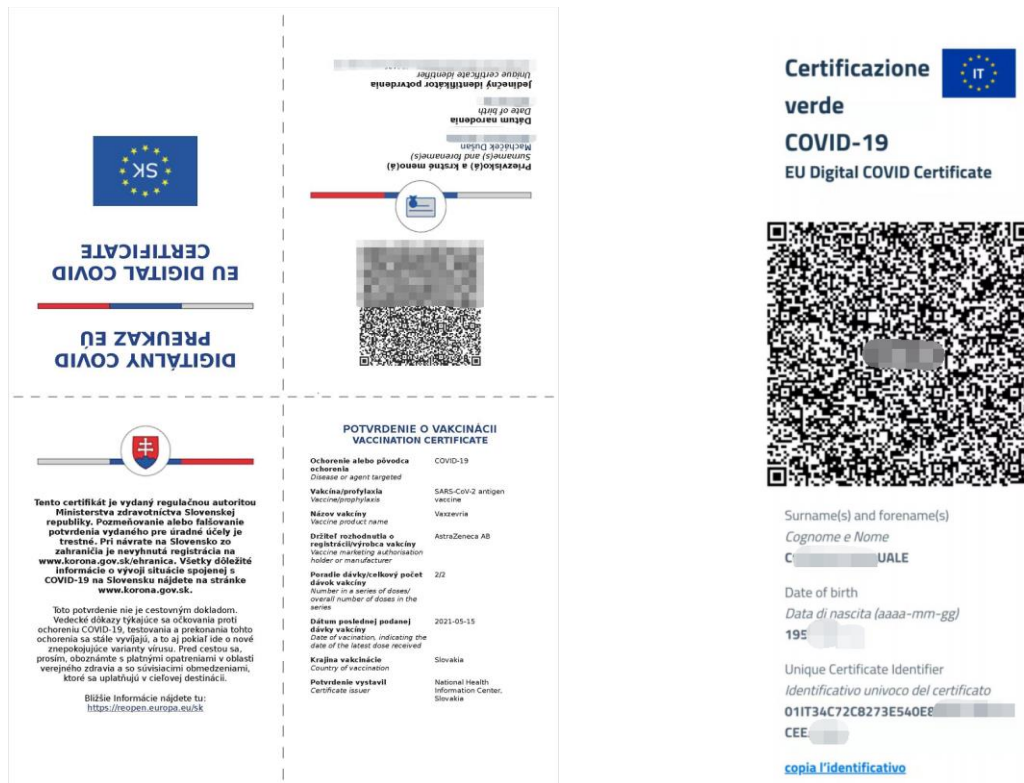 Jedinečný identifikátor potvrdenia
Unique certificate identifier
Dátum narodenia
Date of birth
Priezvisko(á) a krstné meno(á)
Surname(s) and forename(s)
Macháček Dušan
SK
DIGITÁLNY COVID
PREUKAZ EÚ
EU DIGITAL COVID
CERTIFICATE
Tento certifikát je vydaný regulačnou autoritou
Ministerstva zdravotníctva Slovenskej
republiky. Pozmeňovanie alebo falšovanie
potvrdenia vydaného pre úradné účely je
trestné. Pri návrate na Slovensko zo
zahraničia je nevyhnutá registrácia na
www.korona.gov.sk/ehranica. Všetky dôležité
informácie o vývoji situácie spojenej s
COVID-19 na Slovensku nájdete na stránke
www.korona.gov.sk.
Toto potvrdenie nie je cestovným dokladom.
Vedecké dôkazy týkajúce sa očkovania proti
ochoreniu COVID-19, testovania a prekonania tohto
ochorenia sa stále vyvíjajú, a to aj pokiaľ ide o nové
znepokojujúce varianty vírusu. Pred cestou sa,
prosím, oboznámte s platnými opatreniami v oblasti
verejného zdravia a so súvisiacimi obmedzeniami,
ktoré sa uplatňujú v cieľovej destinácii.
Bližšie Informácie nájdete tu:
https://reopen.europa.eu/sk
POTVRDENIE O VAKCINÁCII
VACCINATION CERTIFICATE
Ochorenie alebo pôvodca COVID-19
ochorenia
Disease or agent targeted
Vakcína/profylaxia SARS-CoV-2 antigen
Vaccine/prophylaxis vaccine
Názov vakcíny Vaxzevria
Vaccine product name
Držiteľ rozhodnutia o AstraZeneca AB
registrácii/výrobca vakcíny
Vaccine marketing authorisation
holder or manufacturer
Poradie dávky/celkový počet 2/2
dávok vakcíny
Number in a series of doses/
overall number of doses in the
series
Dátum poslednej podanej 2021-05-15
dávky vakcíny
Date of vacination, indicating the
date of the latest dose received
Krajina vakcinácie Slovakia
Country of vaccination
Potvrdenie vystavil National Health
Certificate issuer Information Center,
Slovakia
Certificazione
verde
COVID-19
IT
EU Digital COVID Certificate
Surname(s) and forename(s)
Cognome e Nome
C UALE
Date of birth
Data di nascita (aaaa-mm-gg)
195
Unique Certificate Identifier
Identificativo univoco del certificato
01IT34C72C8273E540E8
CEE
copia l'identificativo